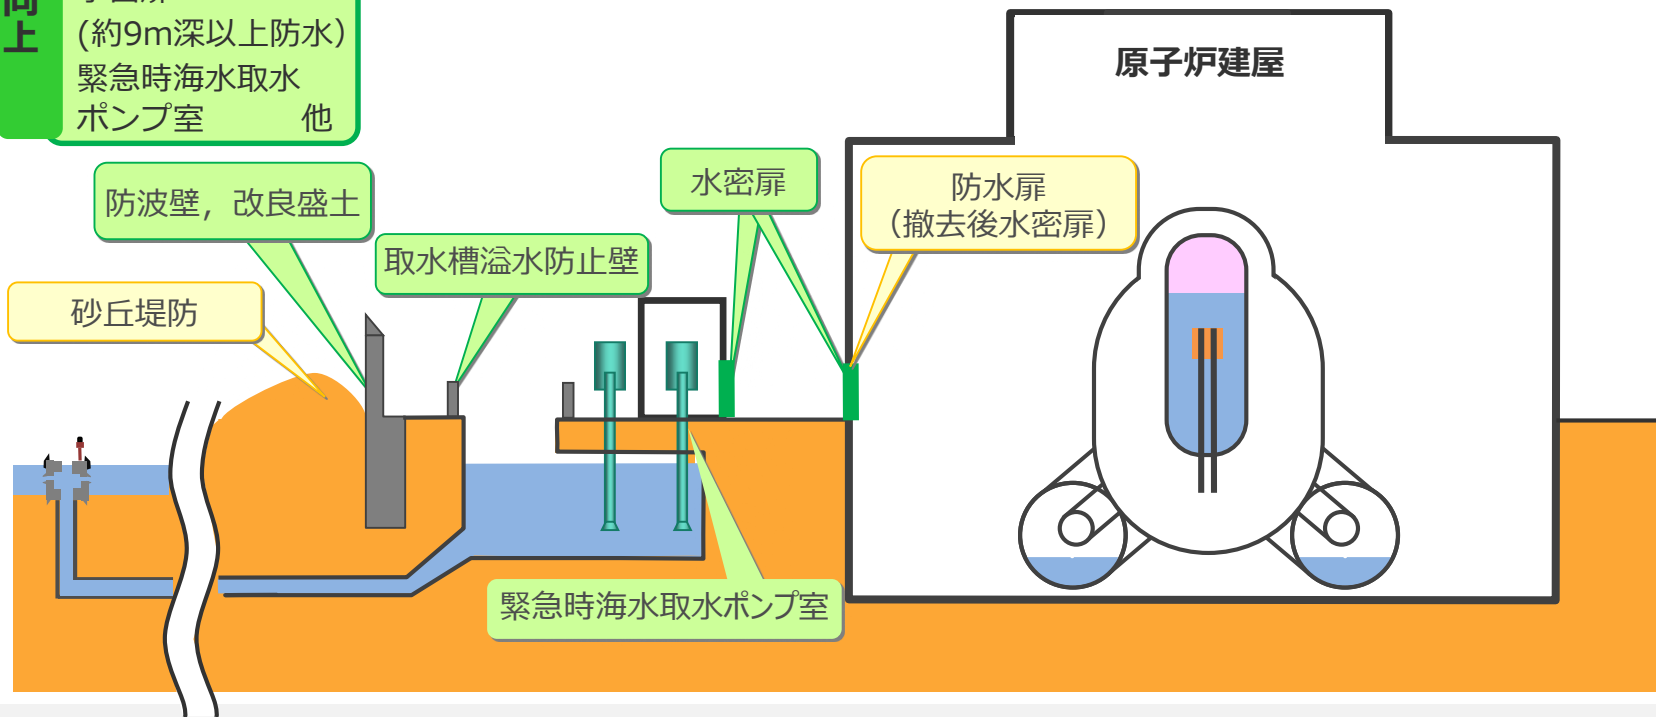 上
(約9m深以上防水)
緊急時海水取水
ポンプ室 他
原子炉建屋
防波壁，改良盛土
水密扉
防水扉
（撤去後水密扉）
取水槽溢水防止壁
砂丘堤防
緊急時海水取水ポンプ室